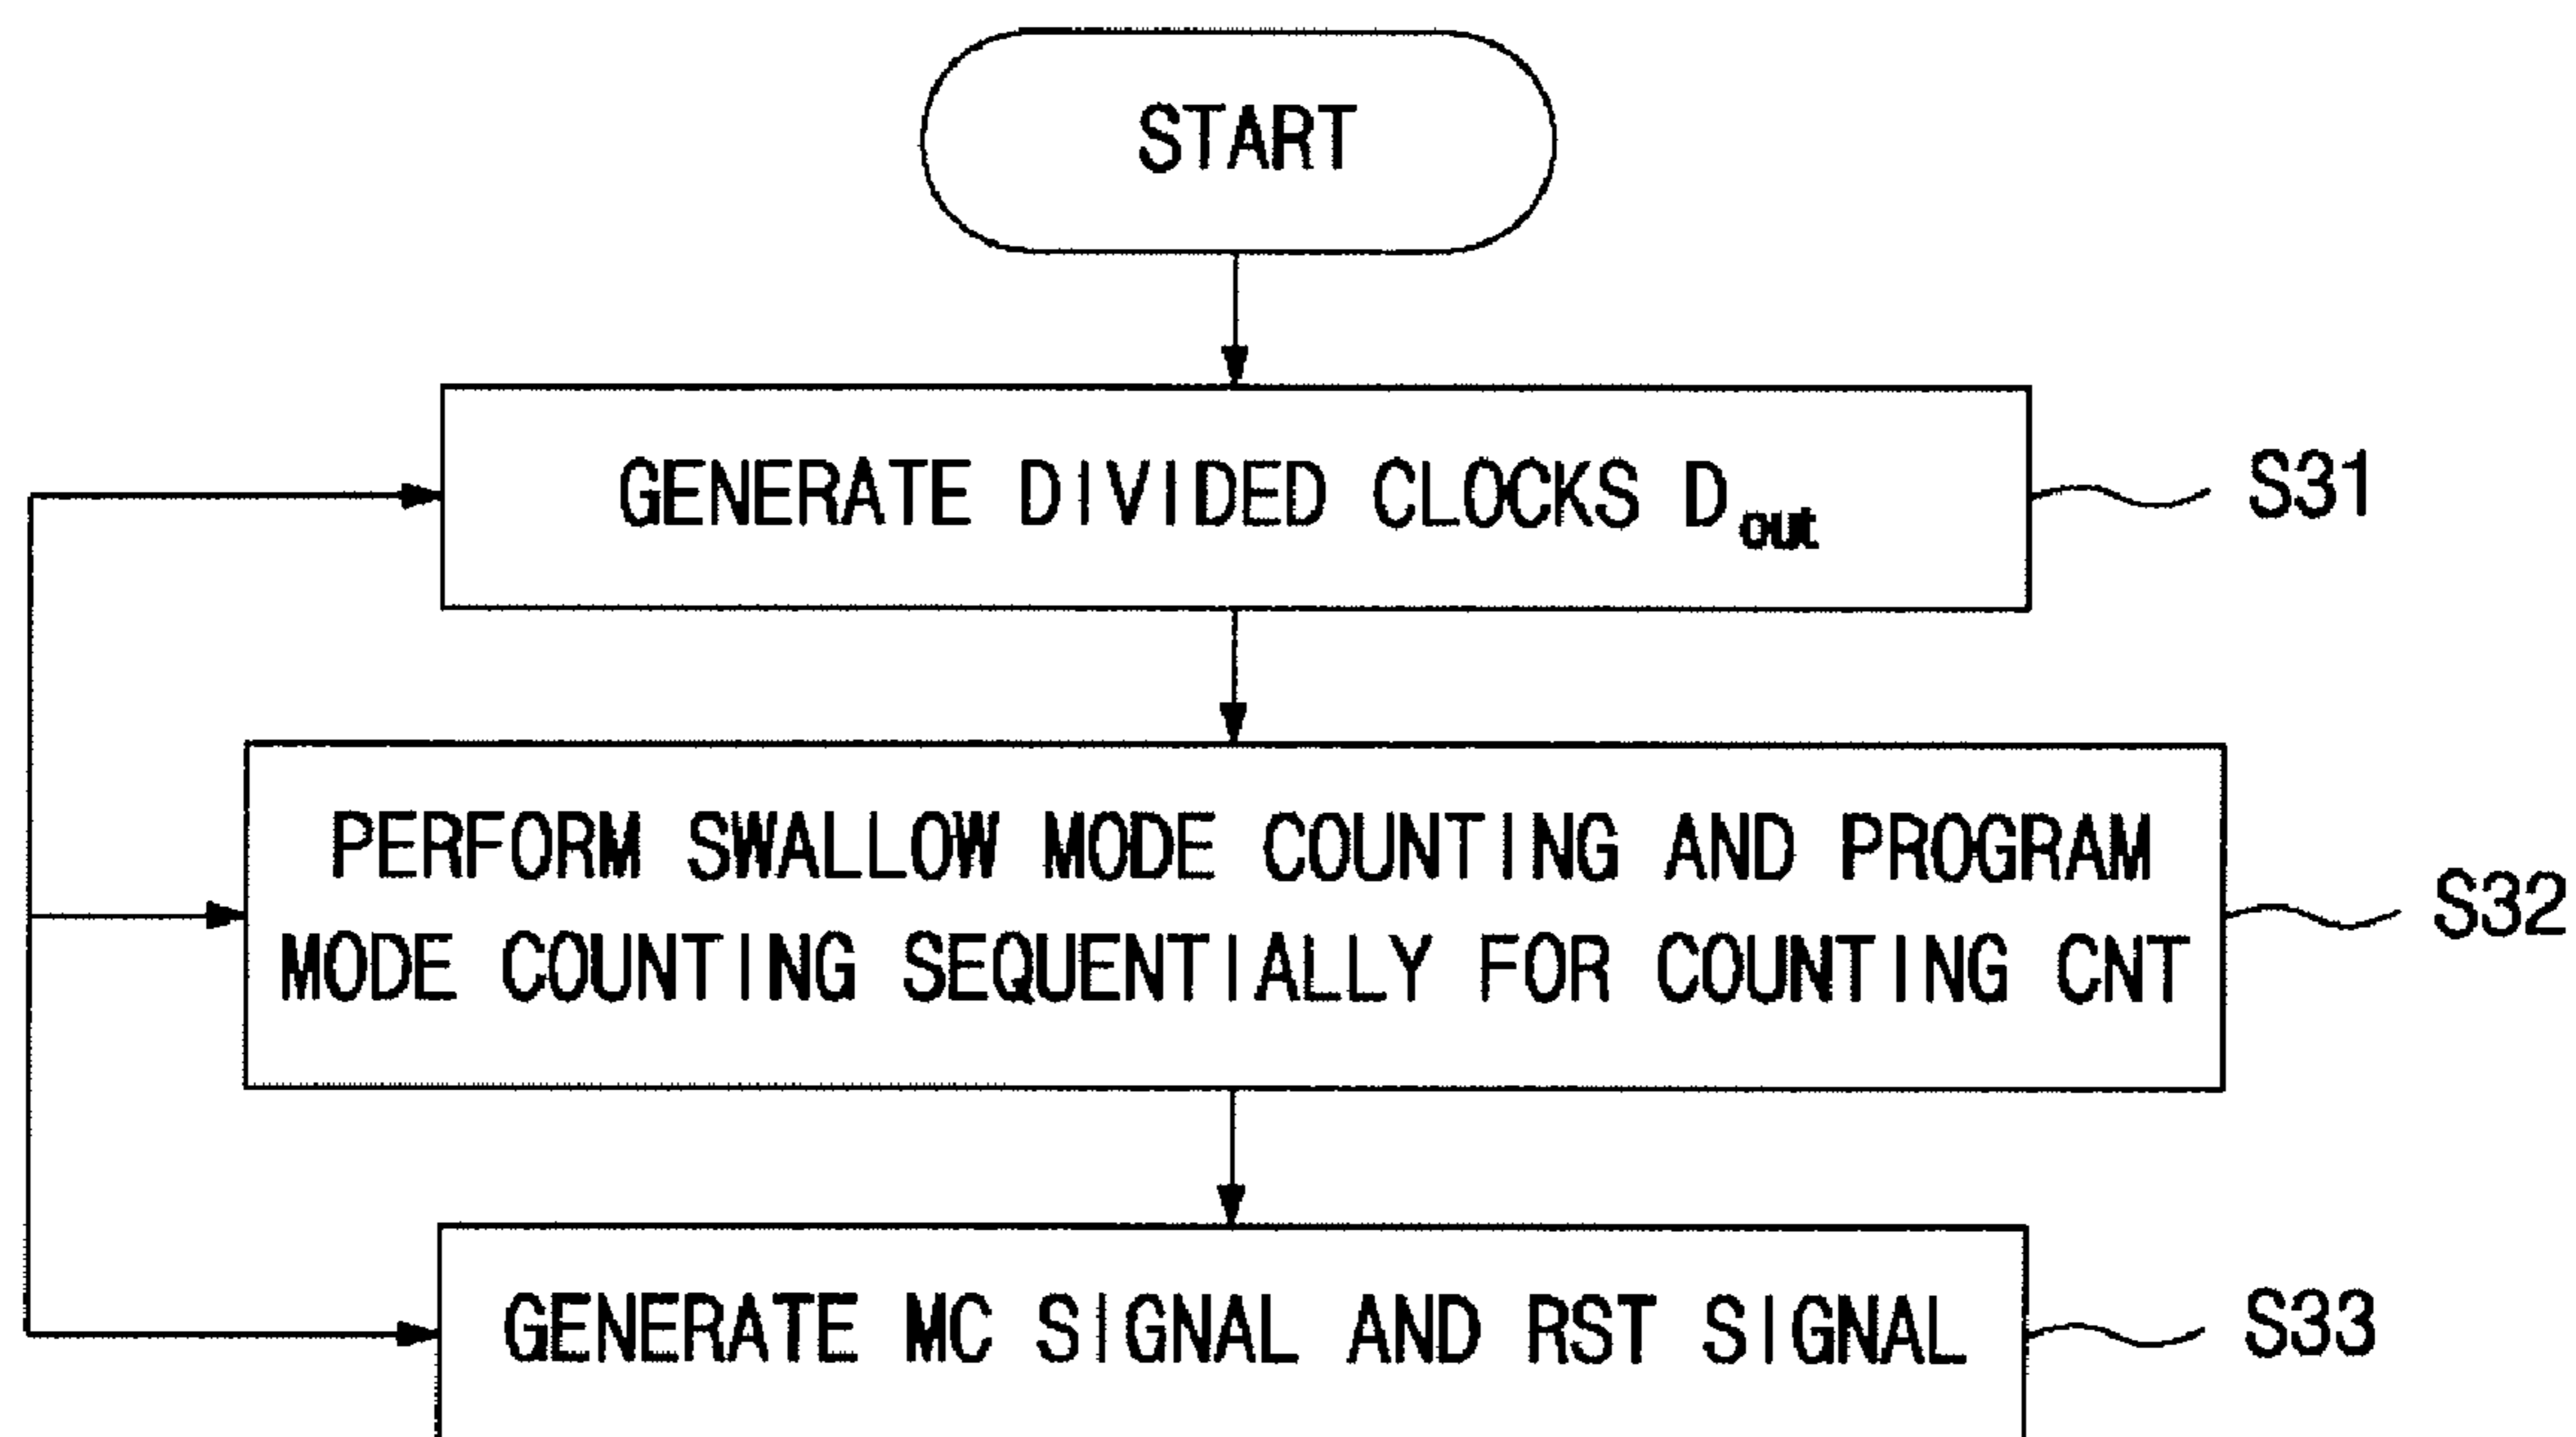 START
GENERATE DIVIDED CLOCKS Dout
S31
PERFORM SWALLOW MODE COUNTING AND PROGRAM
MODE COUNTING SEQUENTIALLY FOR COUNTING CNT
S32
GENERATE MC SIGNAL AND RST SIGNAL
S33